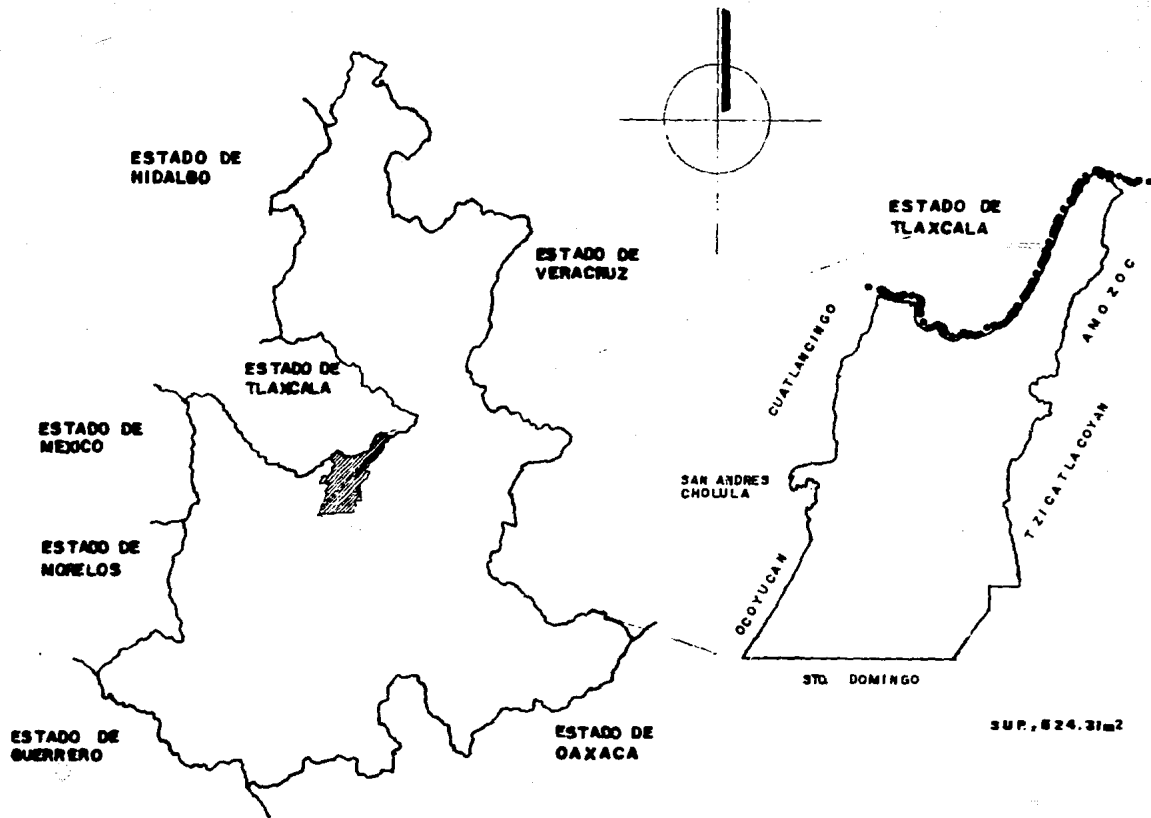 ESTADO DE
HIDALGO
ESTADO DE
VERACRUZ
ESTADO DE
TLAXCALA
ESTADO DE
MEXICO
ESTADO DE
MORELOS
ESTADO DE
GUERRERO
ESTADO DE
OAXACA
ESTADO DE
TLAXCALA
CUATLANCINGO
AMOZOC
SAN ANDRES
CHOLULA
TZICATLACOYAN
OCOYUCAN
STO. DOMINGO
SUP., 524.31m2